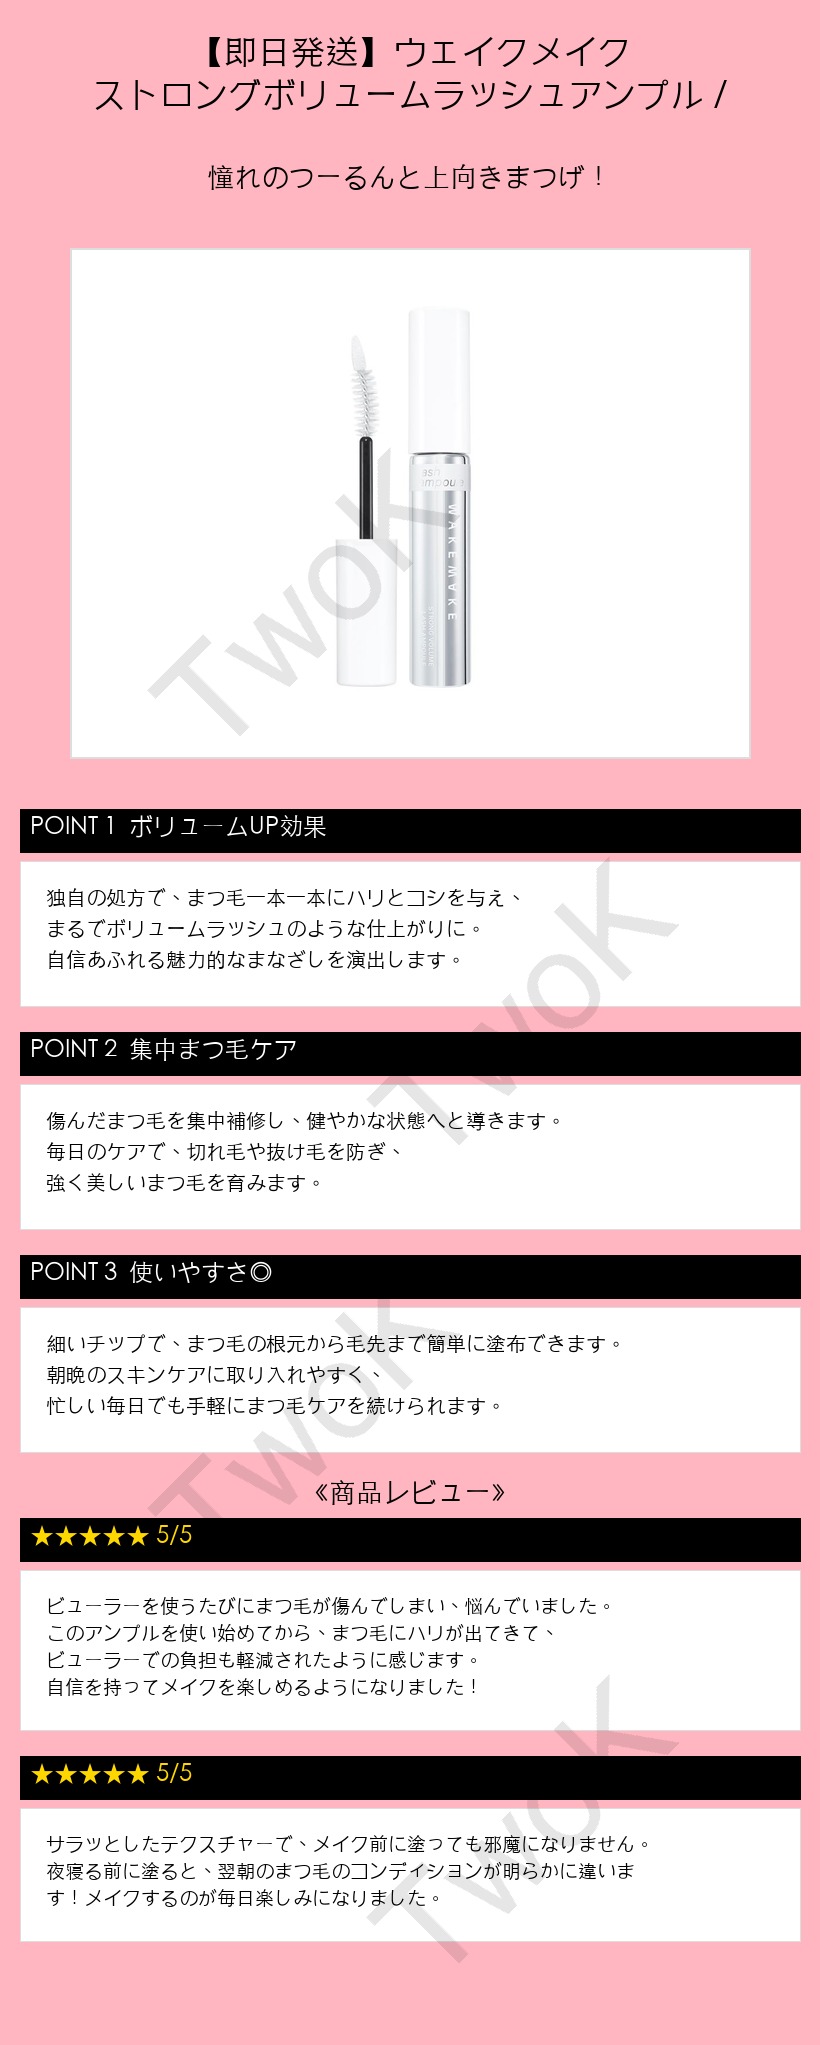 【即日発送】ウエイクメイク
ストロングボリュームラッシュアンプル /
憧れのつーるんと上向きまつげ！
ash
ampoule
WAKEMAKE
STRONG VOLUME
TwoK
POINT 1 ボリュームUP効果
独自の処方で、まつ毛一本一本にハリとコシを与え、
まるでボリュームラッシュのような仕上がりに。
自信あふれる魅力的なまなざしを演出します。
TwoK
POINT 2 集中まつ毛ケア
傷んだまつ毛を集中補修し、健やかな状態へと導きます。
毎日のケアで、切れ毛や抜け毛を防ぎ、
強く美しいまつ毛を育みます。
POINT 3 使いやすさ◎
細いチップで、まつ毛の根元から毛先まで簡単に塗布できます。
朝晩のスキンケアに取り入れやすく、
忙しい毎日でも手軽にまつ毛ケアを続けられます。
TwoK
《商品レビュー》
★★★★★ 5/5
ビューラーを使うたびにまつ毛が傷んでしまい、悩んでいました。
このアンプルを使い始めてから、まつ毛にハリが出てきて、
ビューラーでの負担も軽減されたように感じます。
自信を持ってメイクを楽しめるようになりました！
★★★★★ 5/5
サラッとしたテクスチャーで、メイク前に塗っても邪魔になりません。
夜寝る前に塗ると、翌朝のまつ毛のコンディションが明らかに違いま
す！メイクするのが毎日楽しみになりました。
TwoK